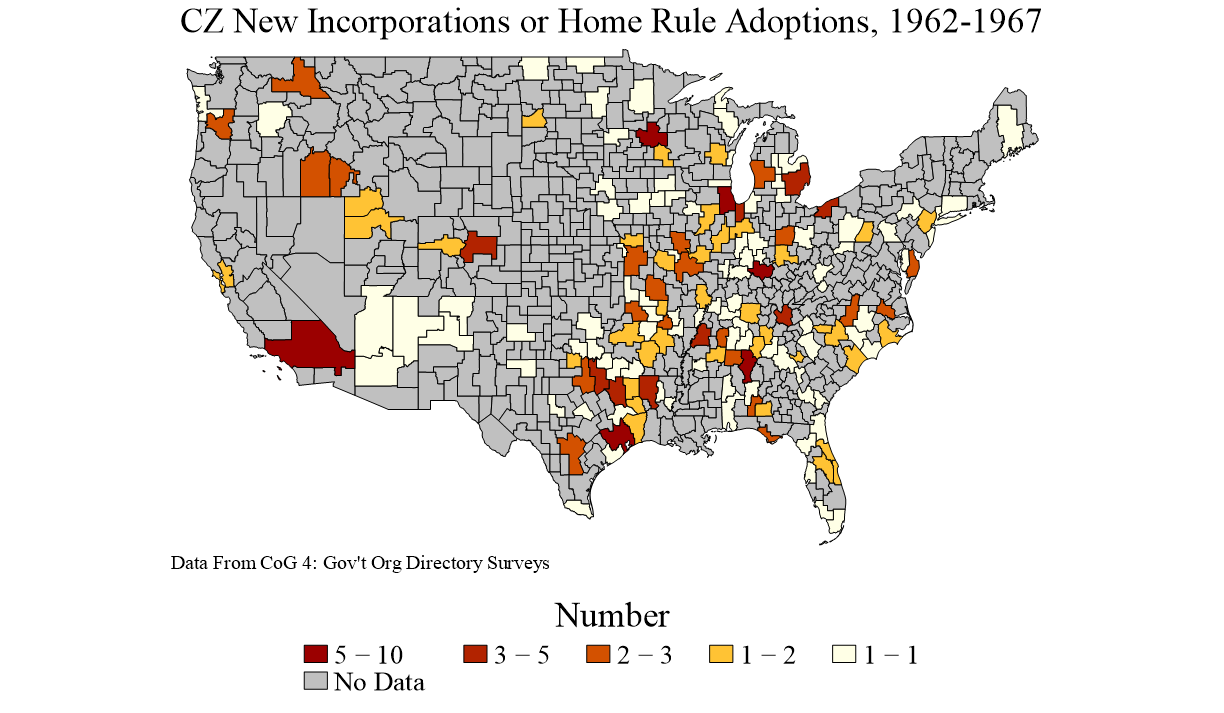 CZ New Incorporations or Home Rule Adoptions, 1962-1967
Data From CoG 4: Gov't Org Directory Surveys
Number
5 − 10 3 − 5 2 − 3 1 − 2 1 − 1
No Data